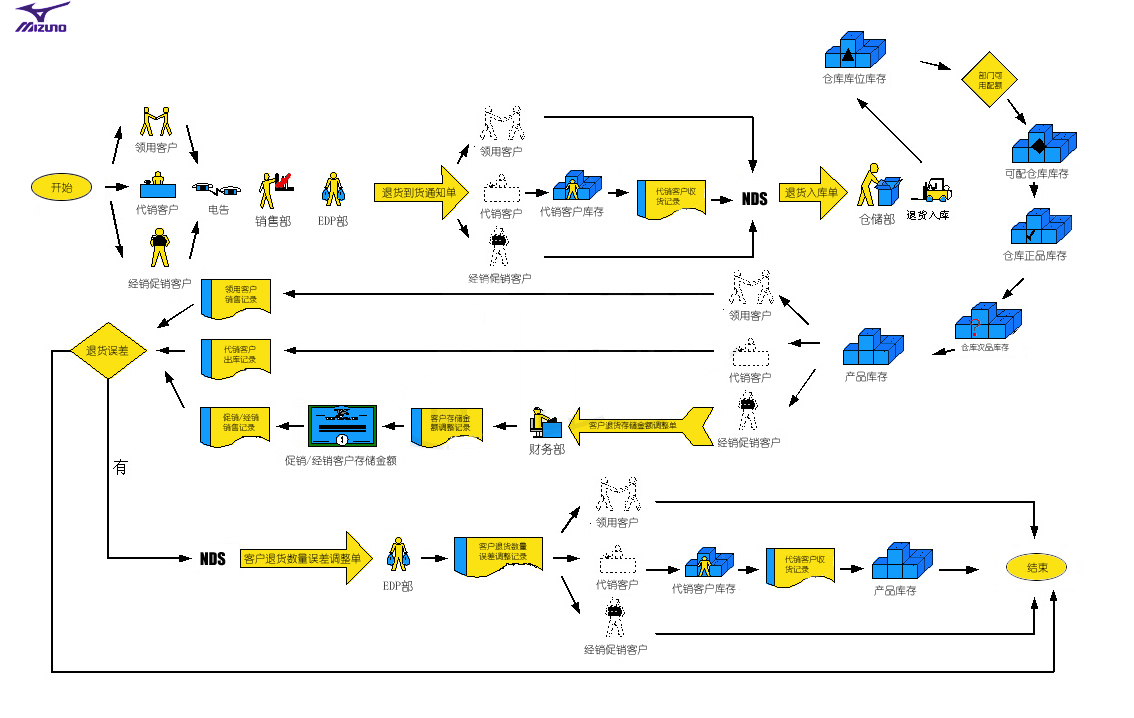 MIZUNO
仓库库位库存
部门可
用配额
可配仓库库存
仓库正品库存
仓库次品库存
开始
领用客户
代销客户
经销促销客户
电告
销售部
EDP部
退货到货通知单
领用客户
代销客户
经销促销客户
代销客户库存
代销客户收
货记录
NDS
退货入库单
仓储部
退货入库
产品库存
领用客户
代销客户
经销促销客户
领用客户
销售记录
代销客户
出库记录
促销/经销
销售记录
促销/经销客户存储金额
客户存储金
额调整记录
财务部
客户退货存储金额调整单
退货误差
有
NDS
客户退货数量误差调整单
EDP部
客户退货数量
误差调整记录
领用客户
代销客户
经销促销客户
代销客户库存
代销客户收
货记录
产品库存
结束